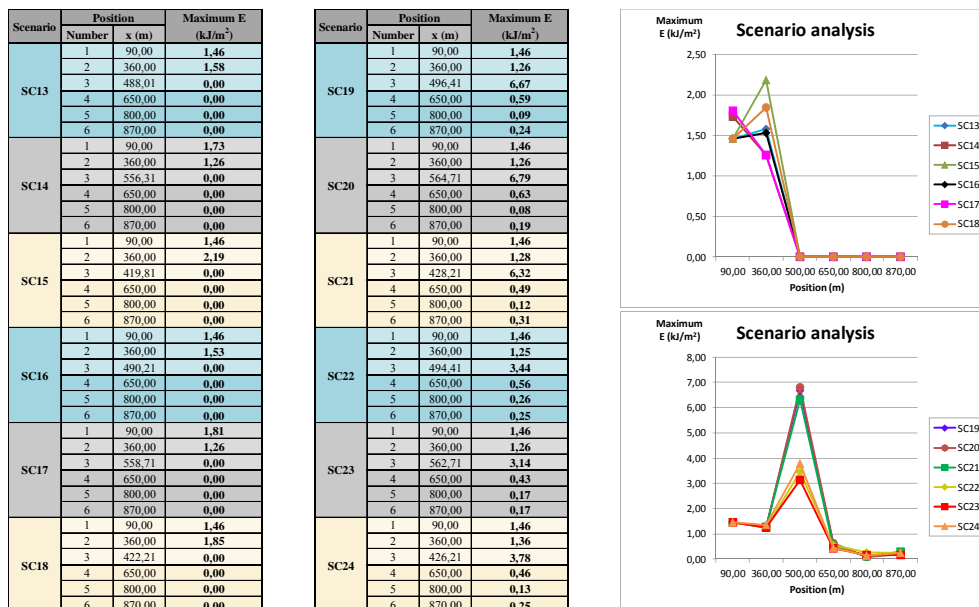 Scenario Position Maximum E (kJ/m²)
Number x (m)
SC13
1 90,00 1,46
2 360,00 1,58
3 488,01 0,00
4 650,00 0,00
5 800,00 0,00
6 870,00 0,00
SC14
1 90,00 1,73
2 360,00 1,26
3 556,31 0,00
4 650,00 0,00
5 800,00 0,00
6 870,00 0,00
SC15
1 90,00 1,46
2 360,00 2,19
3 419,81 0,00
4 650,00 0,00
5 800,00 0,00
6 870,00 0,00
SC16
1 90,00 1,46
2 360,00 1,53
3 490,21 0,00
4 650,00 0,00
5 800,00 0,00
6 870,00 0,00
SC17
1 90,00 1,81
2 360,00 1,26
3 558,71 0,00
4 650,00 0,00
5 800,00 0,00
6 870,00 0,00
SC18
1 90,00 1,46
2 360,00 1,85
3 422,21 0,00
4 650,00 0,00
5 800,00 0,00
6 870,00 0,00
Scenario Position Maximum E (kJ/m²)
Number x (m)
SC19
1 90,00 1,46
2 360,00 1,26
3 496,41 6,67
4 650,00 0,59
5 800,00 0,09
6 870,00 0,24
SC20
1 90,00 1,46
2 360,00 1,26
3 564,71 6,79
4 650,00 0,63
5 800,00 0,08
6 870,00 0,19
SC21
1 90,00 1,46
2 360,00 1,28
3 428,21 6,32
4 650,00 0,49
5 800,00 0,12
6 870,00 0,31
SC22
1 90,00 1,46
2 360,00 1,25
3 494,41 3,44
4 650,00 0,56
5 800,00 0,26
6 870,00 0,25
SC23
1 90,00 1,46
2 360,00 1,26
3 562,71 3,14
4 650,00 0,43
5 800,00 0,17
6 870,00 0,17
SC24
1 90,00 1,46
2 360,00 1,36
3 426,21 3,78
4 650,00 0,46
5 800,00 0,13
6 870,00 0,25
Maximum
E (kJ/m²)
Scenario analysis
2,50
2,00
1,50
1,00
0,50
0,00
90,00 360,00 500,00 650,00 800,00 870,00
Position (m)
SC13
SC14
SC15
SC16
SC17
SC18
Maximum
E (kJ/m²)
Scenario analysis
8,00
7,00
6,00
5,00
4,00
3,00
2,00
1,00
0,00
90,00 360,00 500,00 650,00 800,00 870,00
Position (m)
SC19
SC20
SC21
SC22
SC23
SC24